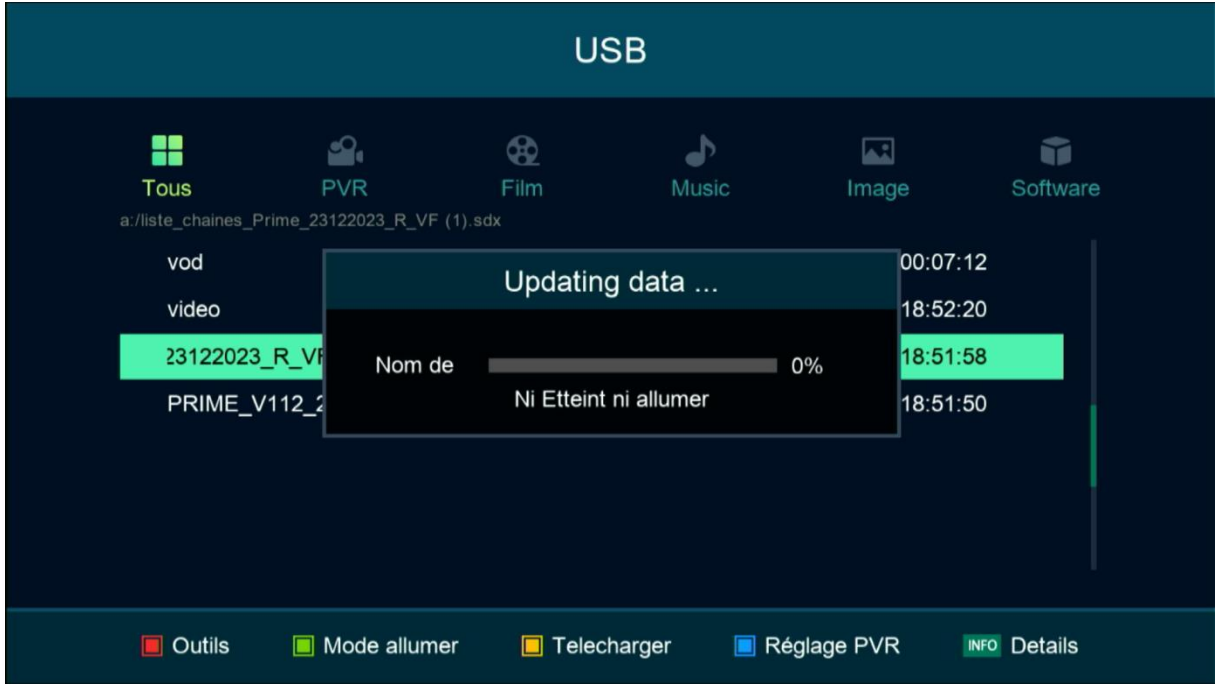 USB
Tous PVR Film Music Image Software
a:/liste_chaines_Prime_23122023_R_VF (1).sdx
vod 00:07:12
video 18:52:20
23122023_R_VF 18:51:58
PRIME_V112_2 18:51:50
Updating data ...
Nom de 0%
Ni Etteint ni allumer
Outils Mode allumer Telecharger Réglage PVR INFO Details